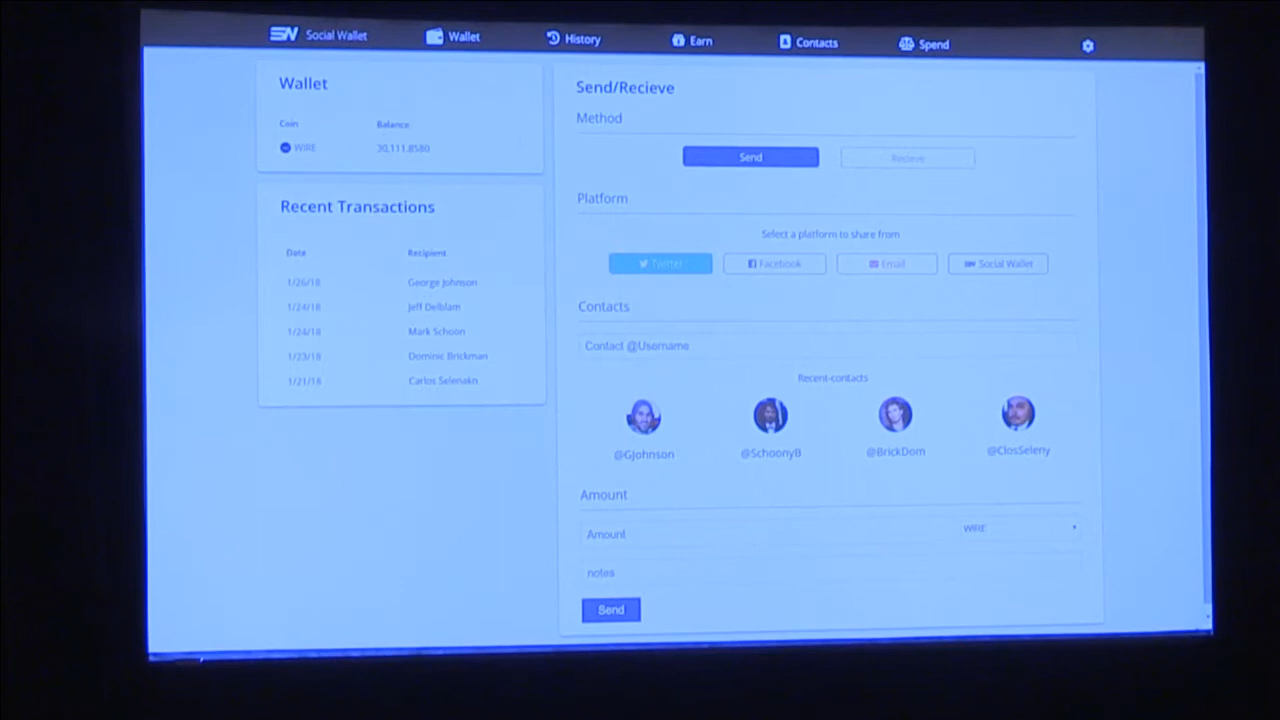 SW Social Wallet Wallet History Earn Contacts Spend
Wallet
Coin Balance
WIRE 30,111.8580
Recent Transactions
Date Recipient
1/26/18 George Johnson
1/24/18 Jeff Delblam
1/24/18 Mark Schoon
1/23/18 Dominic Brickman
1/21/18 Carlos Selenakn
Send/Recieve
Method
Send Recieve
Platform
Select a platform to share from
Twitter Facebook Email SW Social Wallet
Contacts
Contact @Username
Recent-contacts
@GJohnson @SchoonyB @BrickDom @ClosSeleny
Amount
Amount WIRE
notes
Send